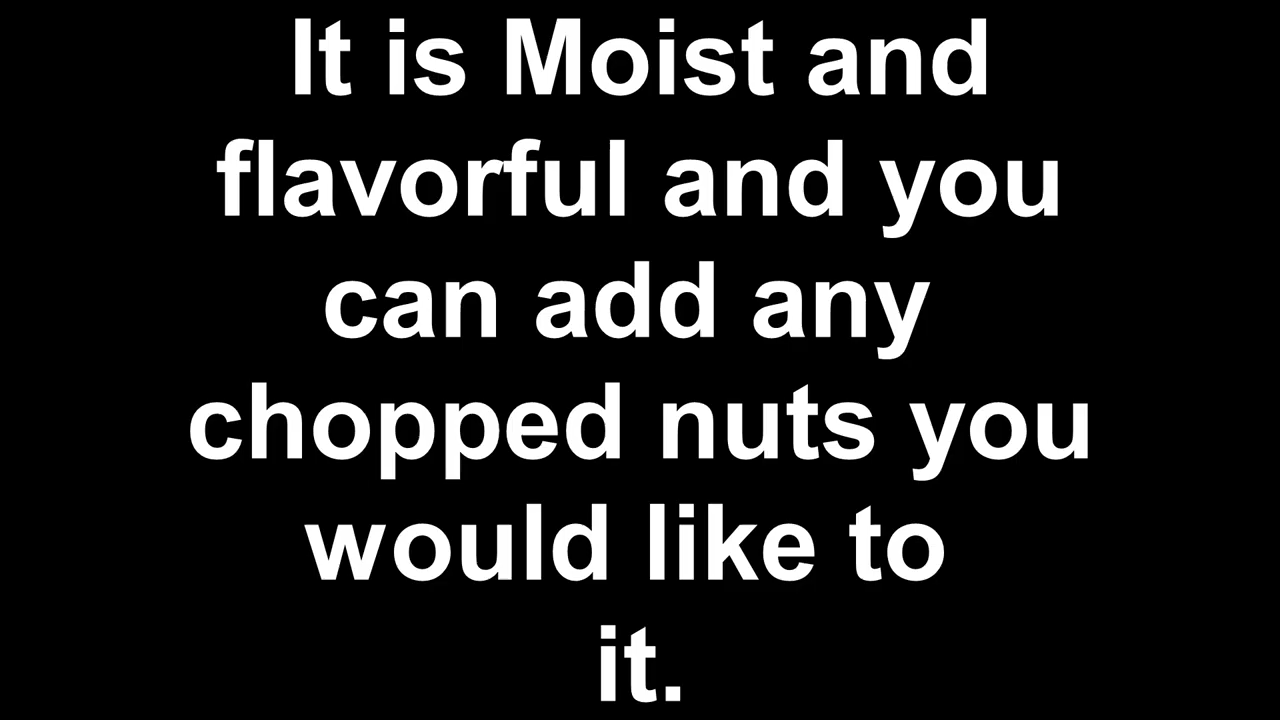 It is Moist and
flavorful and you
can add any
chopped nuts you
would like to
it.